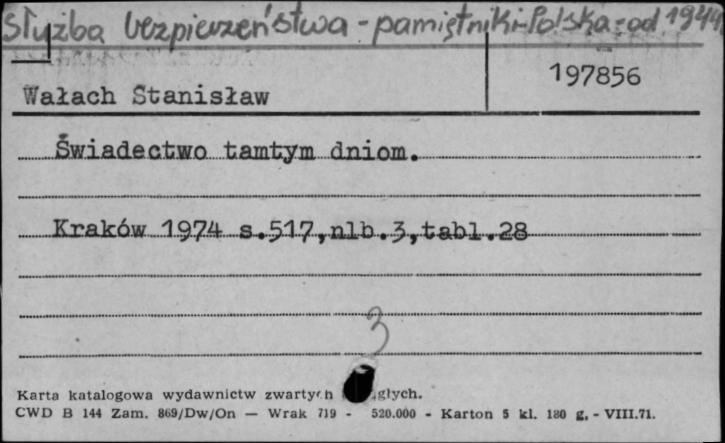 Służba bezpieczeństwa - pamiętniki - Polska - od 1944
197856
Wałach Stanisław
Świadectwo tamtym dniom.
Kraków 1974 s.517,nlb.3,tabl.28
3
Karta katalogowa wydawnictw zwartych głych.
CWD B 144 Zam. 869/Dw/On — Wrak 719 - 520.000 - Karton 5 kl. 180 g. - VIII.71.